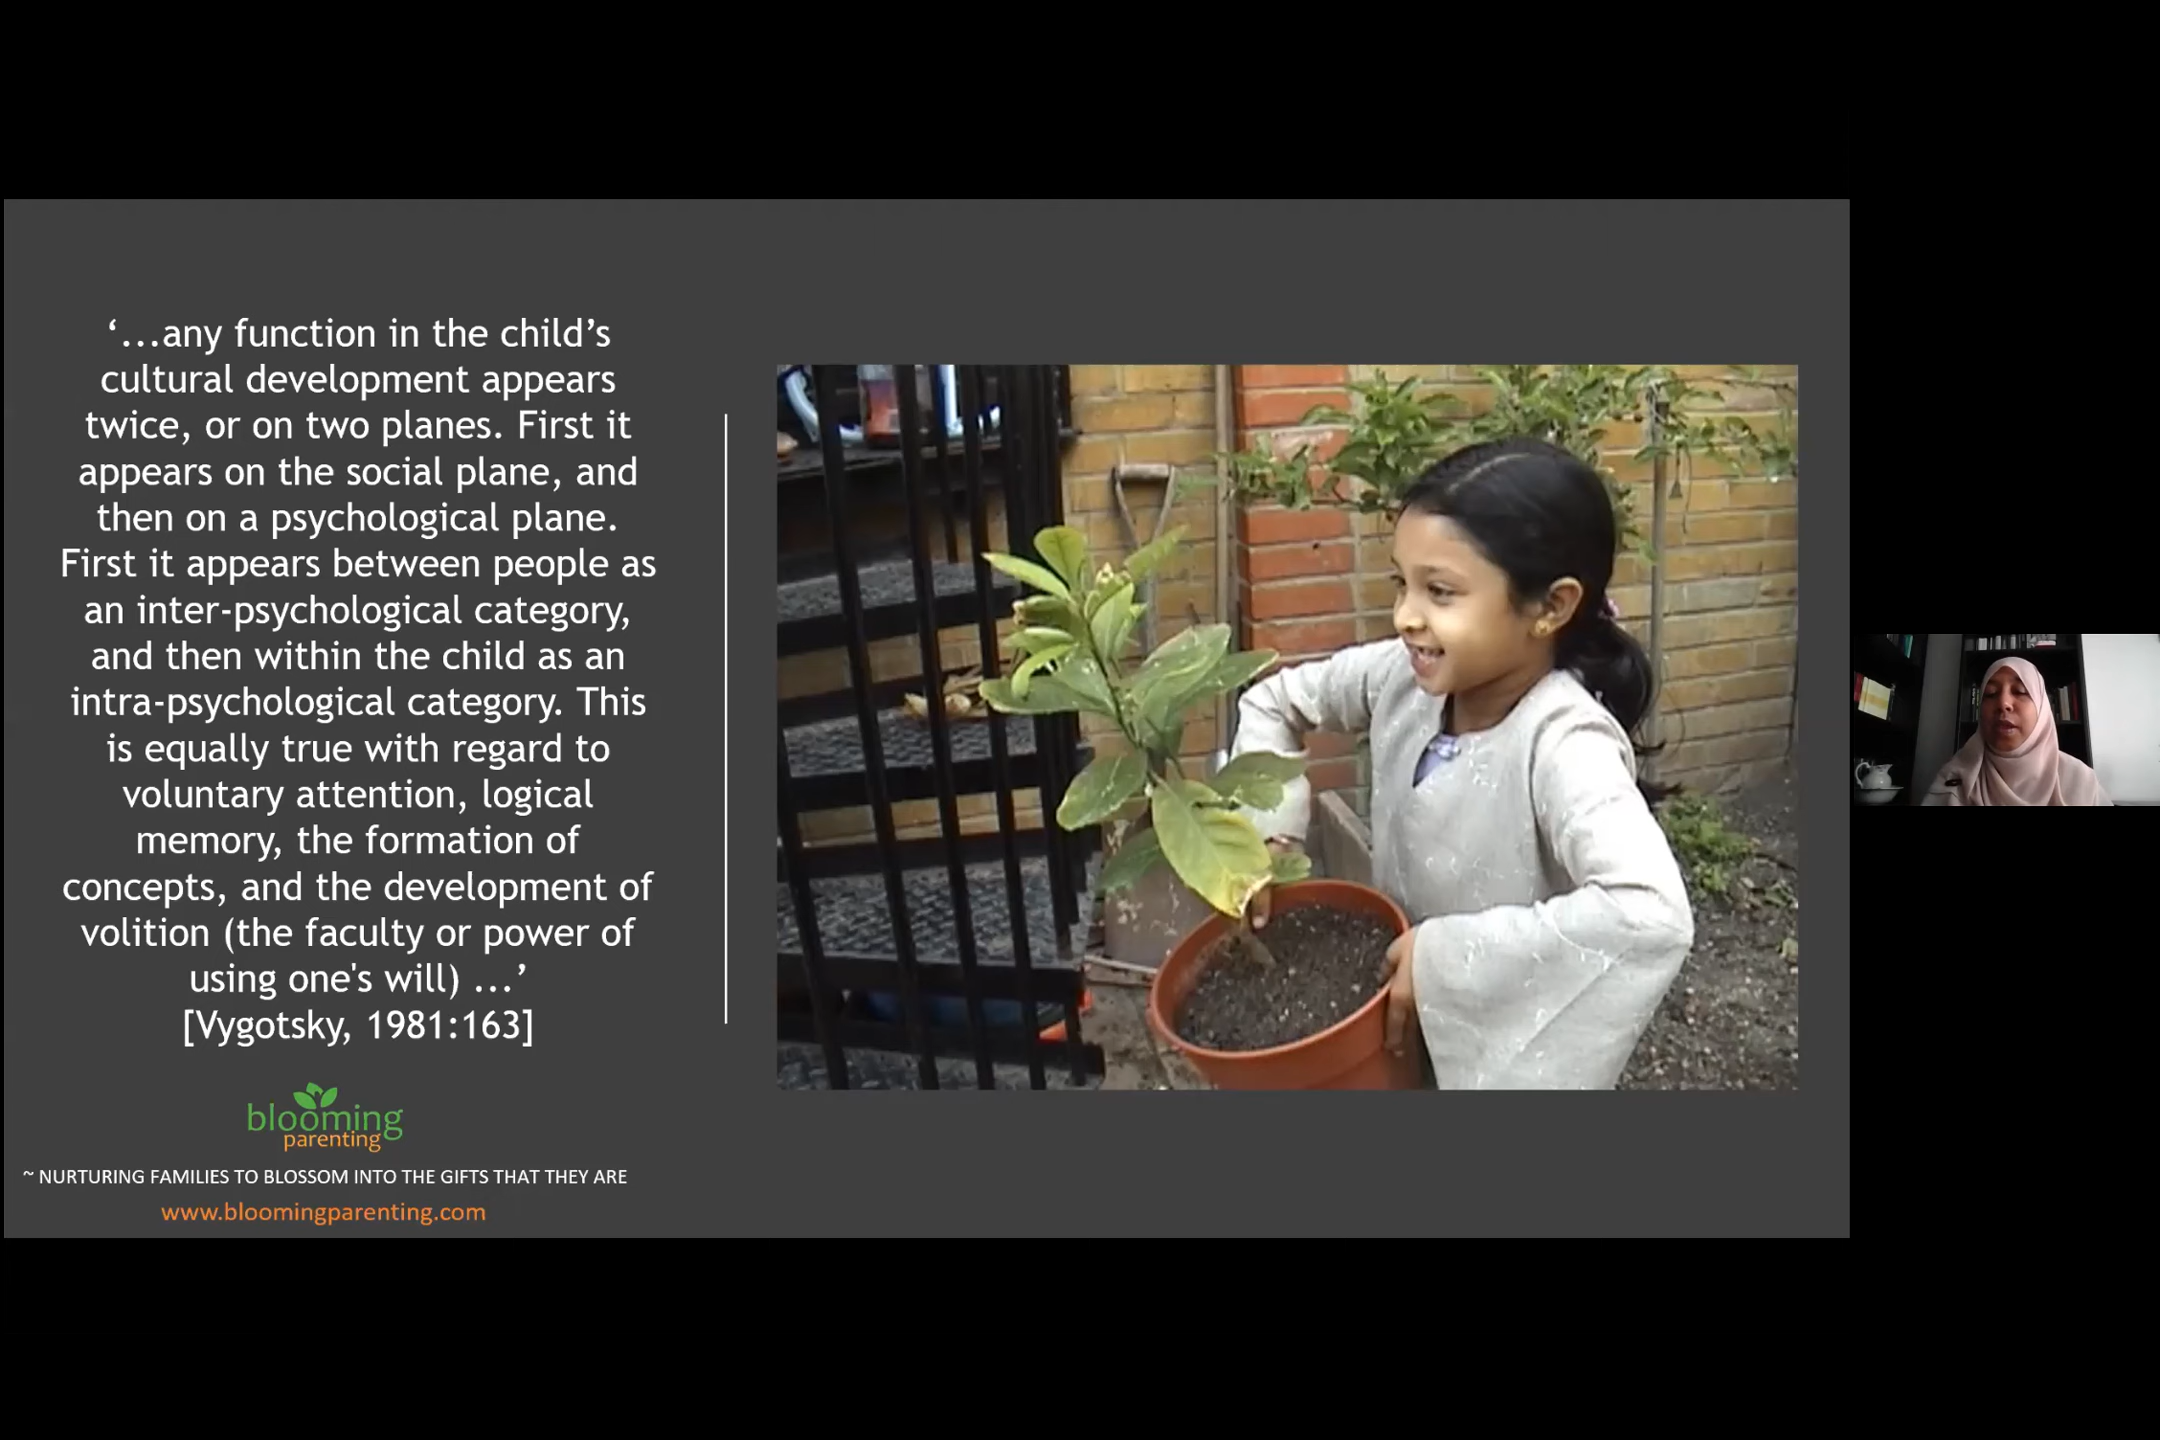 ‘...any function in the child’s
cultural development appears
twice, or on two planes. First it
appears on the social plane, and
then on a psychological plane.
First it appears between people as
an inter-psychological category,
and then within the child as an
intra-psychological category. This
is equally true with regard to
voluntary attention, logical
memory, the formation of
concepts, and the development of
volition (the faculty or power of
using one's will) ...’
[Vygotsky, 1981:163]
blooming
parenting
~ NURTURING FAMILIES TO BLOSSOM INTO THE GIFTS THAT THEY ARE
www.bloomingparenting.com